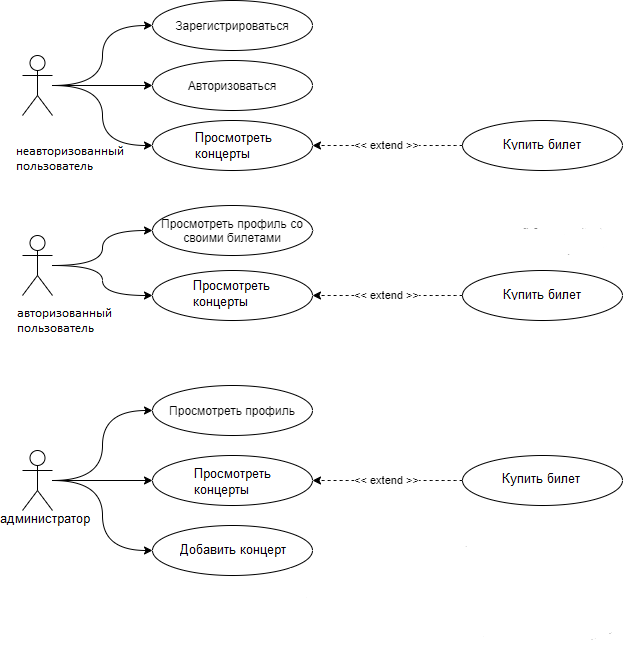 Зарегистрироваться
Авторизоваться
неавторизованный
пользователь
Просмотреть
концерты
<< extend >>
Купить билет
Просмотреть профиль со
своими билетами
авторизованный
пользователь
Просмотреть
концерты
<< extend >>
Купить билет
Просмотреть профиль
администратор
Просмотреть
концерты
<< extend >>
Купить билет
Добавить концерт